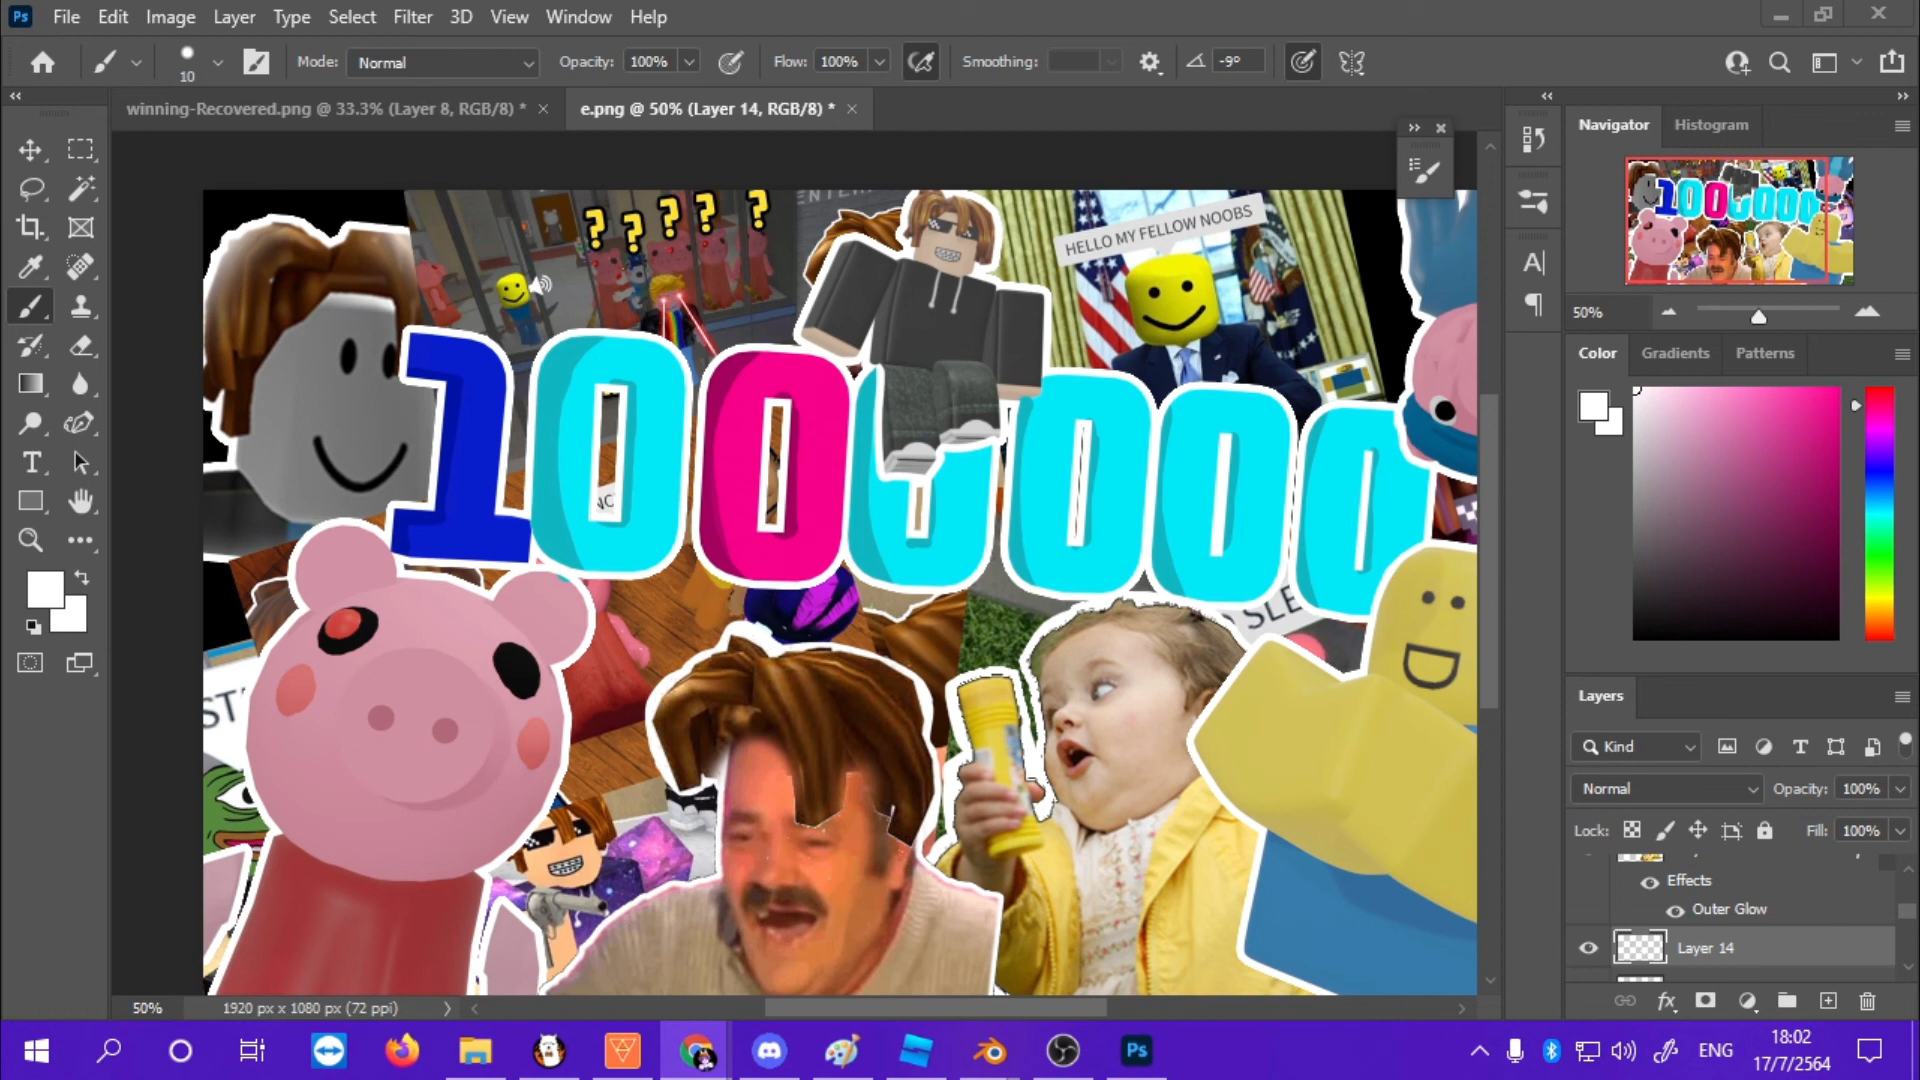 Ps File Edit Image Layer Type Select Filter 3D View Window Help
10 Mode: Normal Opacity: 100% Flow: 100% Smoothing: -9°
winning-Recovered.png @ 33.3% (Layer 8, RGB/8) * × e.png @ 50% (Layer 14, RGB/8) * ×
Navigator Histogram
? ? ? ? ?
HELLO MY FELLOW NOOBS
1000000
50%
Color Gradients Patterns
Layers
Kind
Normal Opacity: 100%
Lock: Fill: 100%
Effects
Outer Glow
Layer 14
50% 1920 px x 1080 px (72 ppi)
Ps ENG 18:02
17/7/2564